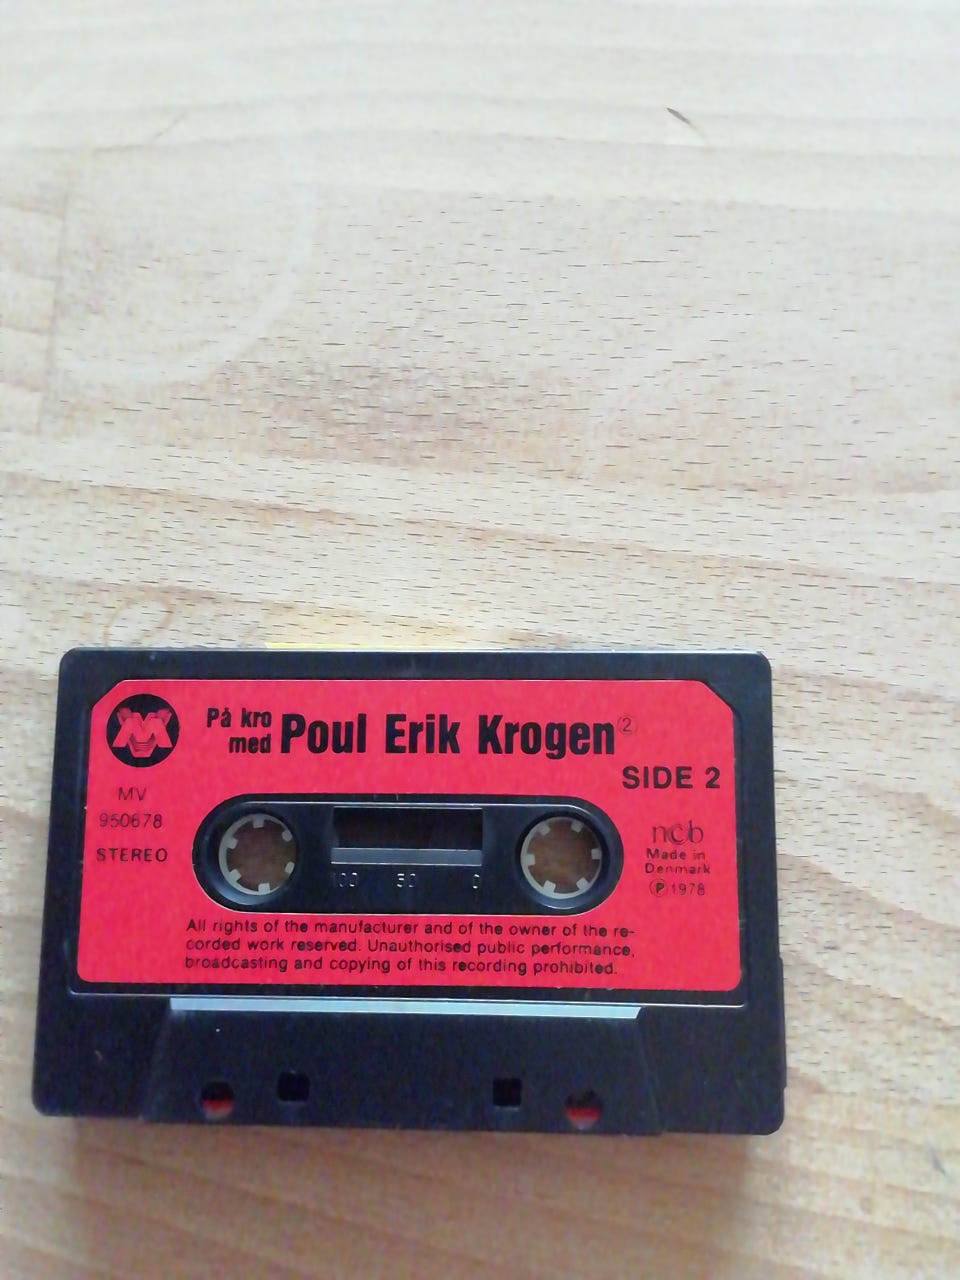 På kro
med Poul Erik Krogen ②
SIDE 2
MV
950678
STEREO
ncb
Made in
Denmark
Ⓟ 1978
100 50 0
All rights of the manufacturer and of the owner of the re-
corded work reserved. Unauthorised public performance,
broadcasting and copying of this recording prohibited.